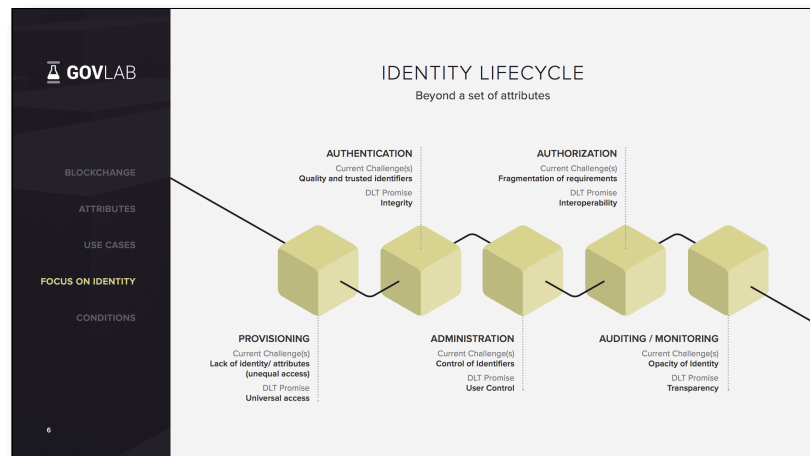 GOVLAB
BLOCKCHANGE
ATTRIBUTES
USE CASES
FOCUS ON IDENTITY
CONDITIONS
6
IDENTITY LIFECYCLE
Beyond a set of attributes
AUTHENTICATION
Current Challenge(s)
Quality and trusted identifiers
DLT Promise
Integrity
AUTHORIZATION
Current Challenge(s)
Fragmentation of requirements
DLT Promise
Interoperability
PROVISIONING
Current Challenge(s)
Lack of identity/ attributes
(unequal access)
DLT Promise
Universal access
ADMINISTRATION
Current Challenge(s)
Control of Identifiers
DLT Promise
User Control
AUDITING / MONITORING
Current Challenge(s)
Opacity of Identity
DLT Promise
Transparency